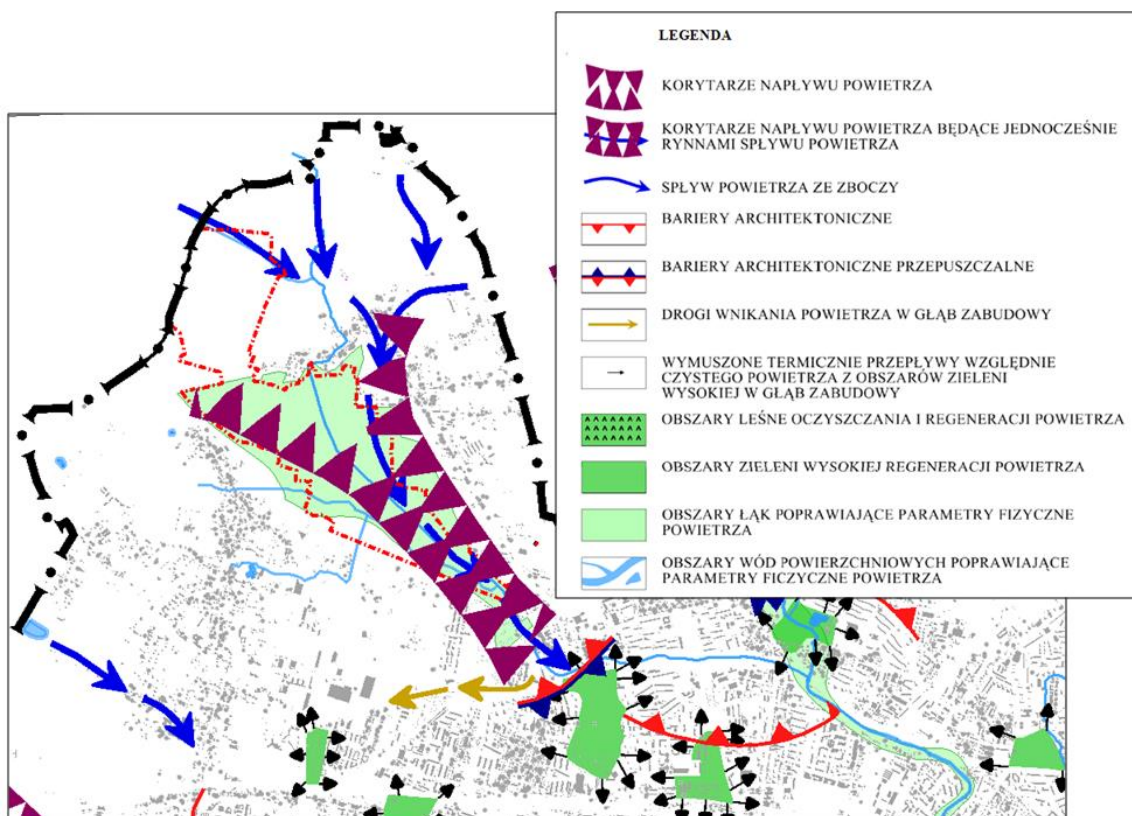 LEGENDA
KORYTARZE NAPŁYWU POWIETRZA
KORYTARZE NAPŁYWU POWIETRZA BĘDĄCE JEDNOCZEŚNIE
RYNNAMI SPŁYWU POWIETRZA
SPŁYW POWIETRZA ZE ZBOCZY
BARIERY ARCHITEKTONICZNE
BARIERY ARCHITEKTONICZNE PRZEPUSZCZALNE
DROGI WNIKANIA POWIETRZA W GŁĄB ZABUDOWY
WYMUSZONE TERMICZNIE PRZEPŁYWY WZGLĘDNIE
CZYSTEGO POWIETRZA Z OBSZARÓW ZIELENI
WYSOKIEJ W GŁĄB ZABUDOWY
OBSZARY LEŚNE OCZYSZCZANIA I REGENERACJI POWIETRZA
OBSZARY ZIELENI WYSOKIEJ REGENERACJI POWIETRZA
OBSZARY ŁĄK POPRAWIAJĄCE PARAMETRY FIZYCZNE
POWIETRZA
OBSZARY WÓD POWIERZCHNIOWYCH POPRAWIAJĄCE
PARAMETRY FICZYCZNE POWIETRZA